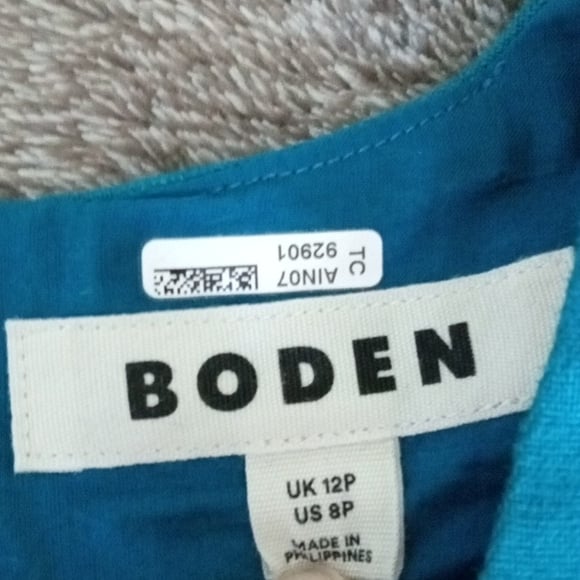 AIN07
92901
TC
BODEN
UK 12P
US 8P
MADE IN
PHILIPPINES